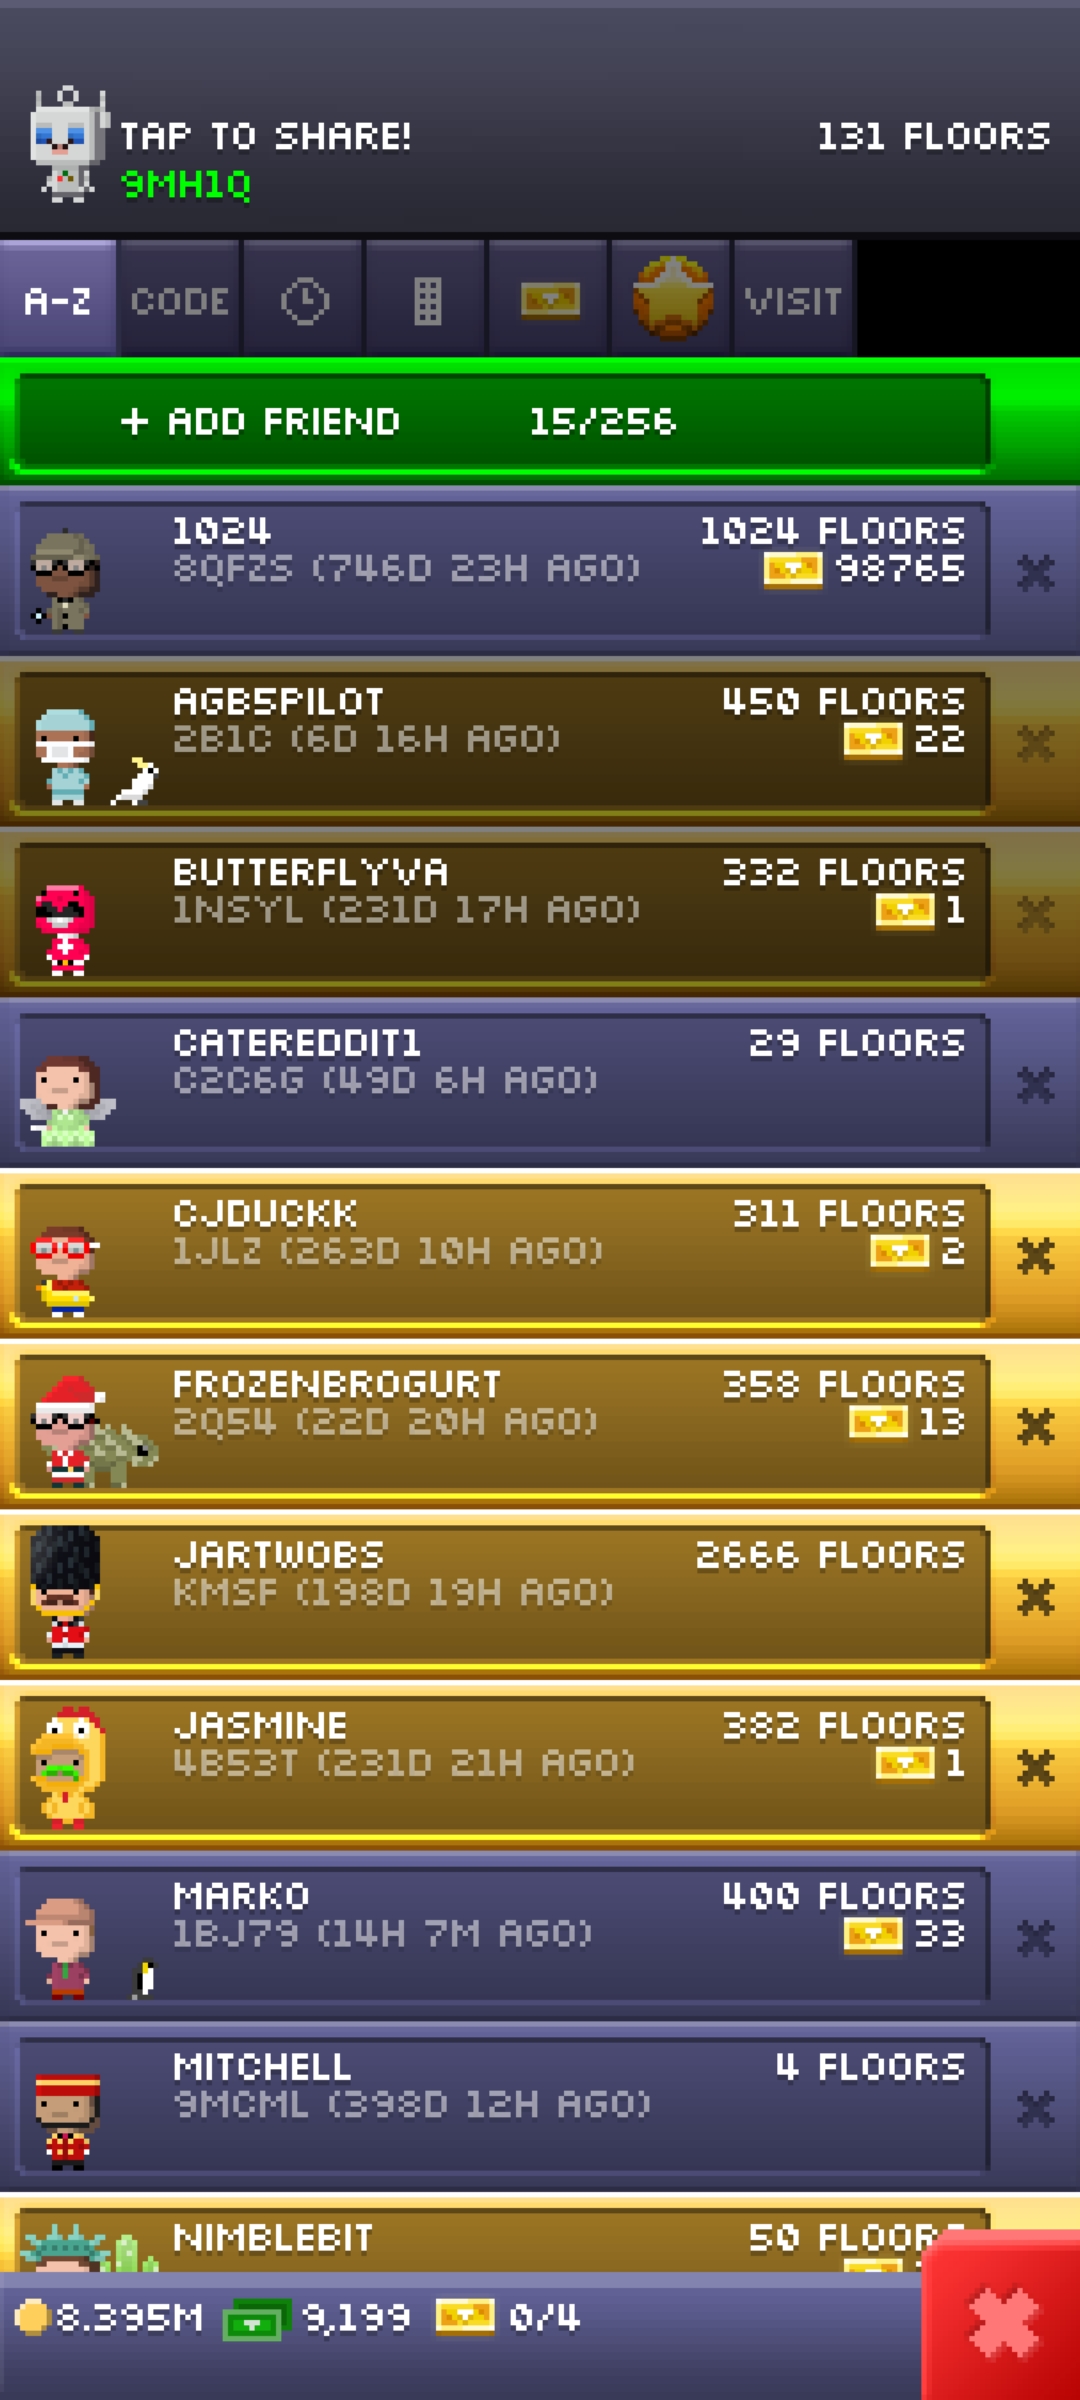 TAP TO SHARE!
131 FLOORS
9MH1Q
A-Z
CODE
VISIT
+ ADD FRIEND 15/256
1024
1024 FLOORS
8QFZS (746D 23H AGO)
98765
AGB5PILOT
450 FLOORS
2B1C (6D 16H AGO)
22
BUTTERFLYVA
332 FLOORS
1NSYL (231D 17H AGO)
1
CATEREDDIT1
29 FLOORS
C2C6G (49D 6H AGO)
CJDUCKK
311 FLOORS
1JLZ (263D 10H AGO)
2
FROZENBROGURT
358 FLOORS
2Q54 (22D 20H AGO)
13
JARTWOBS
2666 FLOORS
KMSF (198D 19H AGO)
JASMINE
382 FLOORS
4B53T (231D 21H AGO)
1
MARKO
400 FLOORS
1BJ79 (14H 7M AGO)
33
MITCHELL
4 FLOORS
9MCML (398D 12H AGO)
NIMBLEBIT
50 FLOORS
8.395M
9,199
0/4